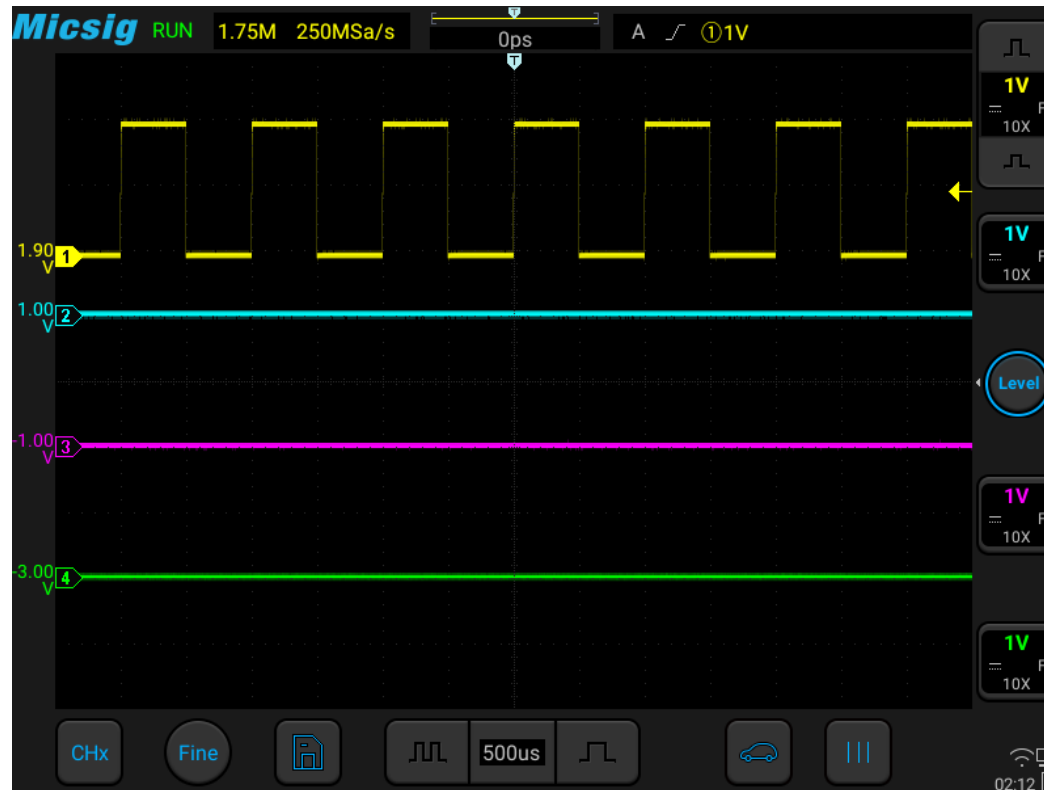 Micsig RUN 1.75M 250MSa/s T 0ps A ①1V
T
1V
F
10X
1.90
V
1
1V
F
10X
1.00
V
2
Level
-1.00
V
3
1V
F
10X
-3.00
V
4
1V
F
10X
CHx Fine 500us
02:12